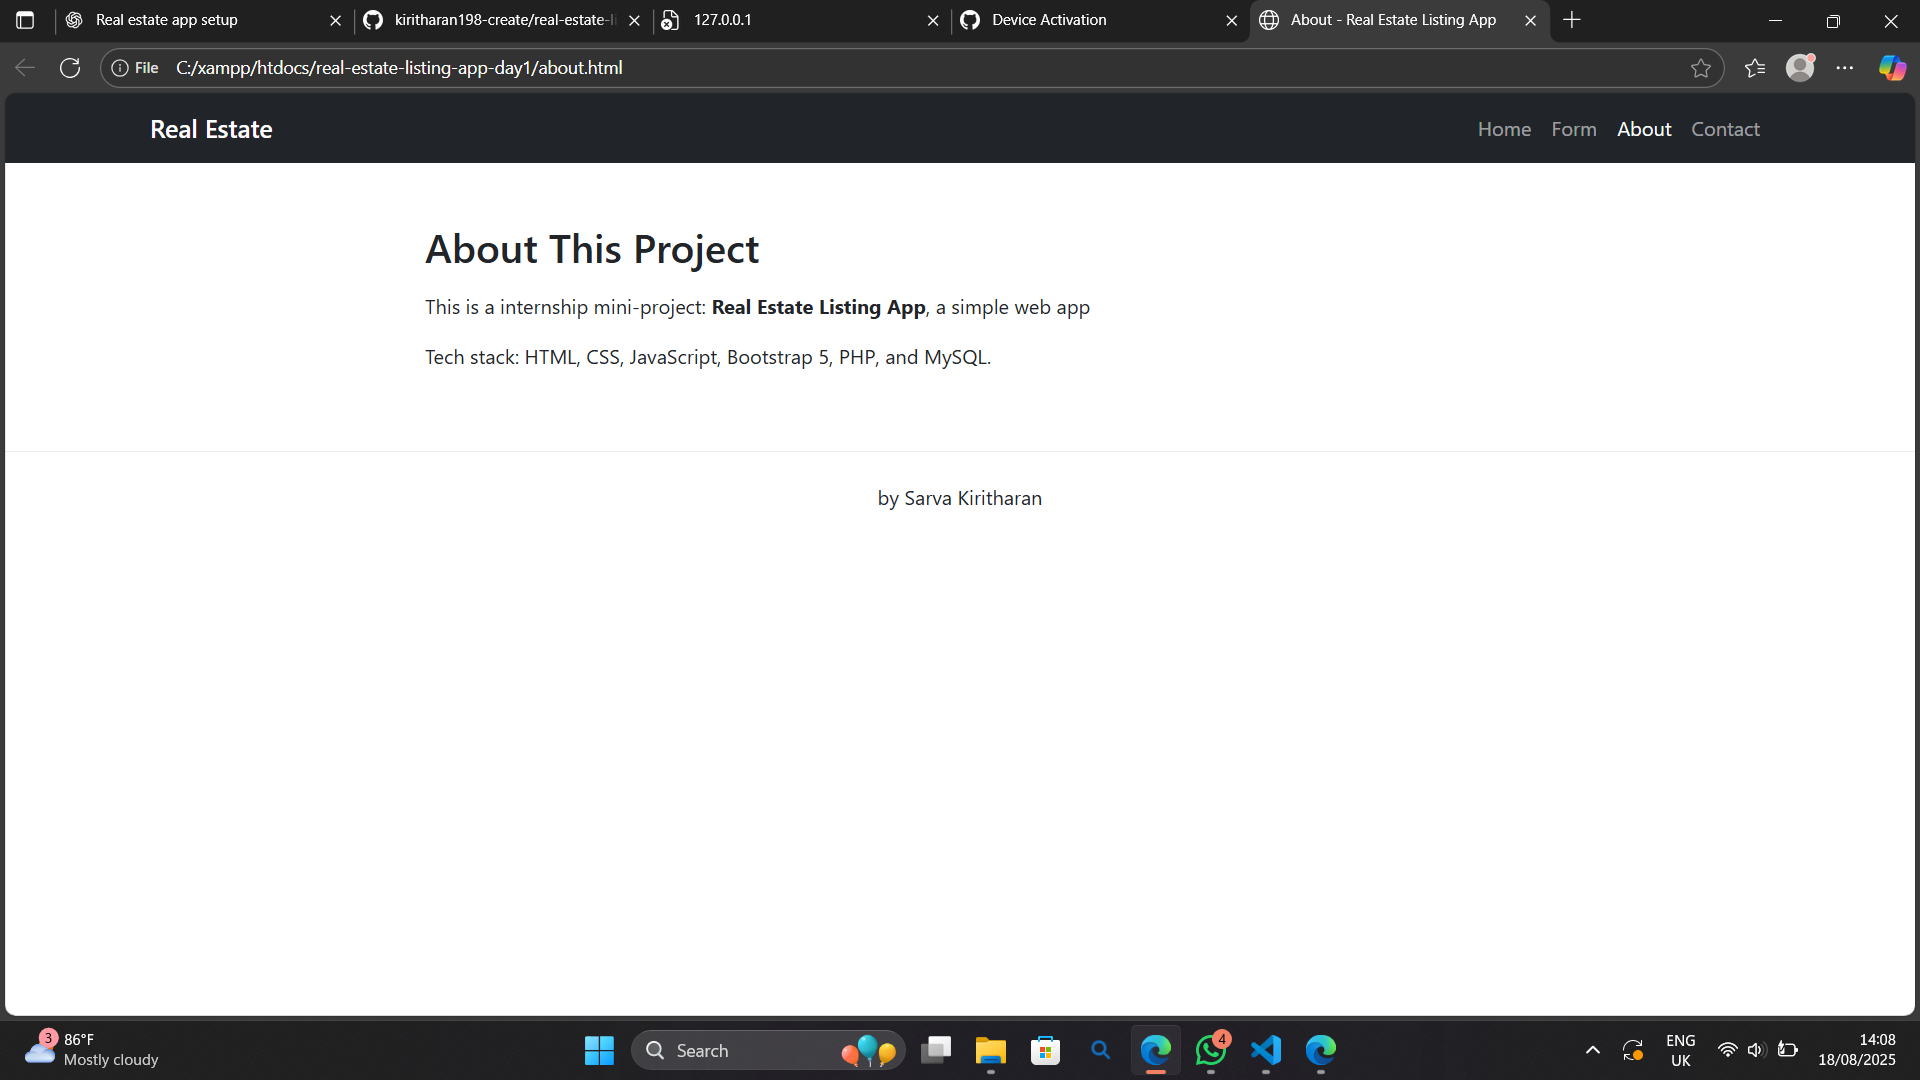 Real estate app setup
kiritharan198-create/real-estate-li
127.0.0.1
Device Activation
About - Real Estate Listing App
File
C:/xampp/htdocs/real-estate-listing-app-day1/about.html
Real Estate
Home Form About Contact
About This Project
This is a internship mini-project: Real Estate Listing App, a simple web app
Tech stack: HTML, CSS, JavaScript, Bootstrap 5, PHP, and MySQL.
by Sarva Kiritharan
3
86°F
Mostly cloudy
Search
4
ENG
UK
14:08
18/08/2025